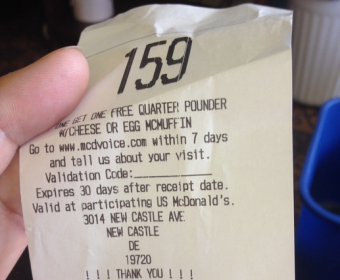 159
ONE GET ONE FREE QUARTER POUNDER
W/CHEESE OR EGG MCMUFFIN
Go to www.mcdvoice.com within 7 days
and tell us about your visit.
Validation Code:____________
Expires 30 days after receipt date.
Valid at participating US McDonald's.
3014 NEW CASTLE AVE
NEW CASTLE
DE
19720
! ! ! THANK YOU ! ! !